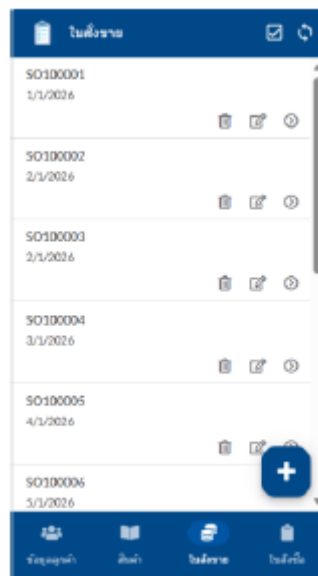 ใบสั่งขาย
SO100001
1/1/2026
SO100002
2/1/2026
SO100003
2/1/2026
SO100004
3/1/2026
SO100005
4/1/2026
SO100006
5/1/2026
ข้อมูลลูกค้า
สินค้า
ใบสั่งขาย
ใบสั่งซื้อ